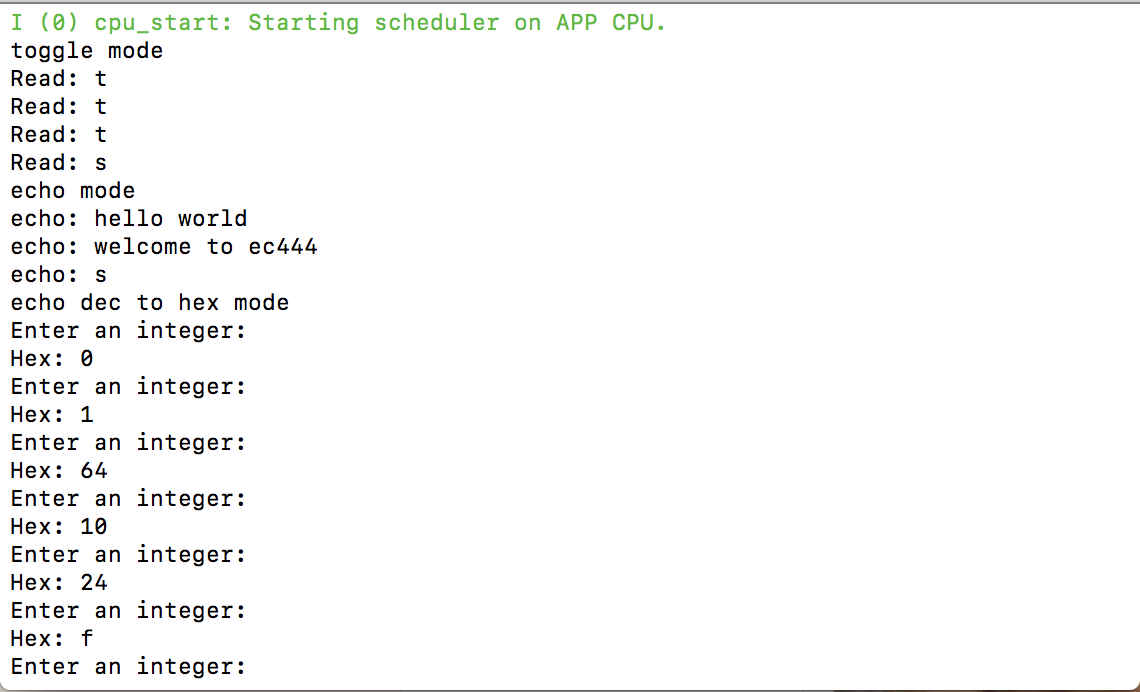 I (0) cpu_start: Starting scheduler on APP CPU.
toggle mode
Read: t
Read: t
Read: t
Read: s
echo mode
echo: hello world
echo: welcome to ec444
echo: s
echo dec to hex mode
Enter an integer:
Hex: 0
Enter an integer:
Hex: 1
Enter an integer:
Hex: 64
Enter an integer:
Hex: 10
Enter an integer:
Hex: 24
Enter an integer:
Hex: f
Enter an integer: